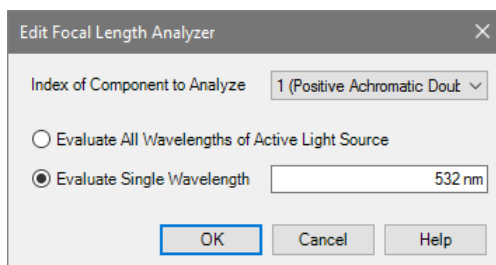 Edit Focal Length Analyzer
Index of Component to Analyze 1 (Positive Achromatic Doub
Evaluate All Wavelengths of Active Light Source
Evaluate Single Wavelength 532 nm
OK Cancel Help